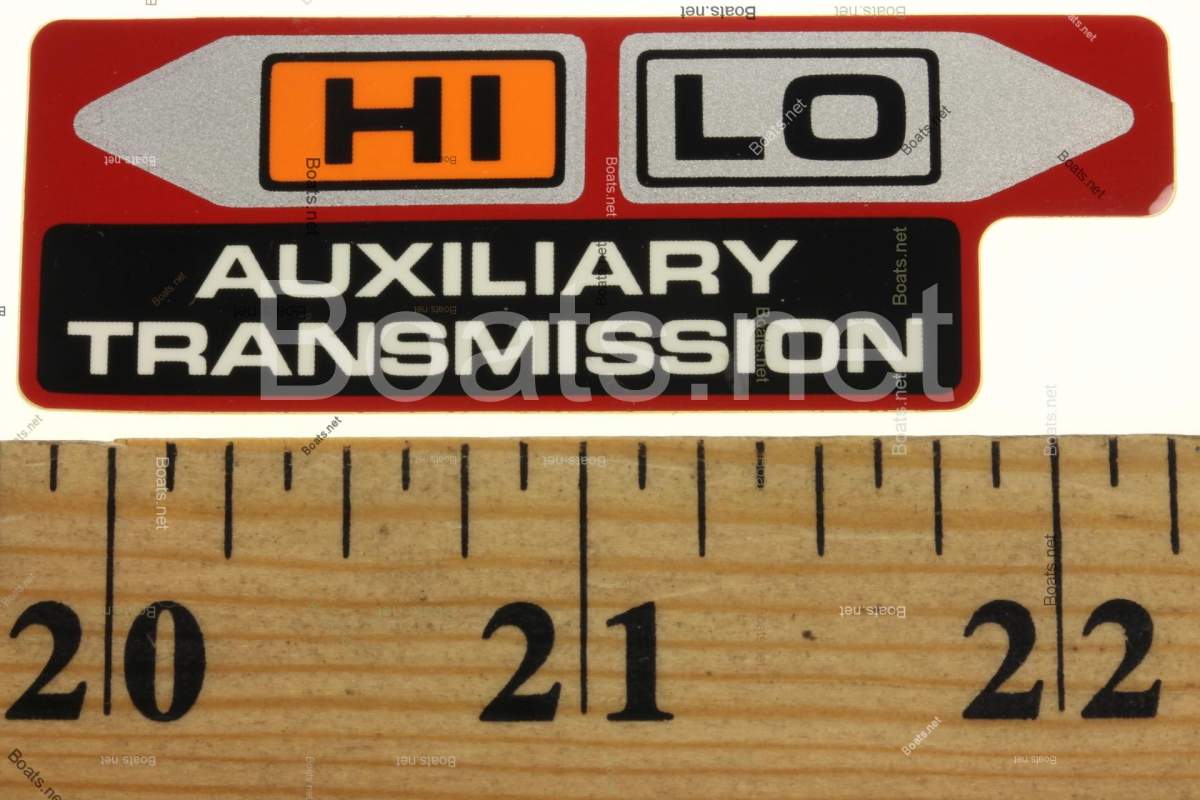 HI LO
AUXILIARY
TRANSMISSION
Boats.net
20 21 22